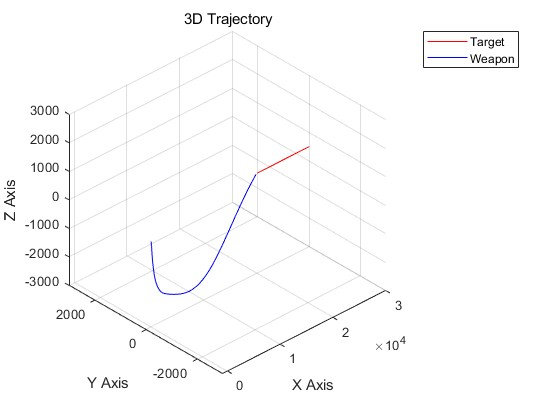 3D Trajectory
Target
Weapon
3000
2000
1000
0
-1000
-2000
-3000
Z Axis
2000
0
-2000
Y Axis
0
1
2
3
×10⁴
X Axis